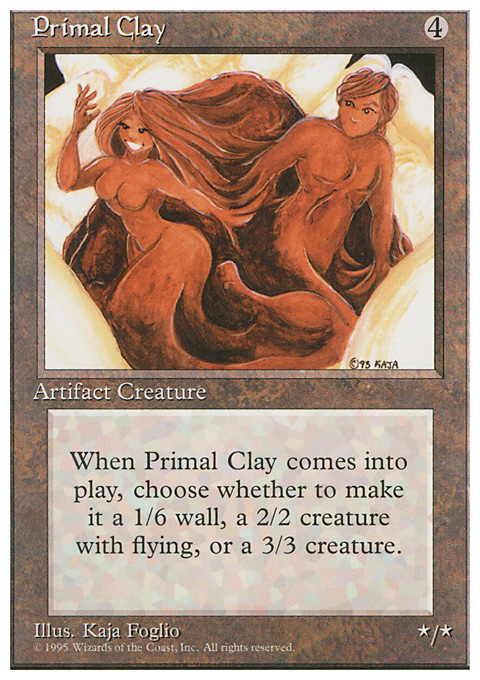 Primal Clay
4
©93 KAJA
Artifact Creature
When Primal Clay comes into
play, choose whether to make
it a 1/6 wall, a 2/2 creature
with flying, or a 3/3 creature.
Illus. Kaja Foglio
★/★
© 1995 Wizards of the Coast, Inc. All rights reserved.